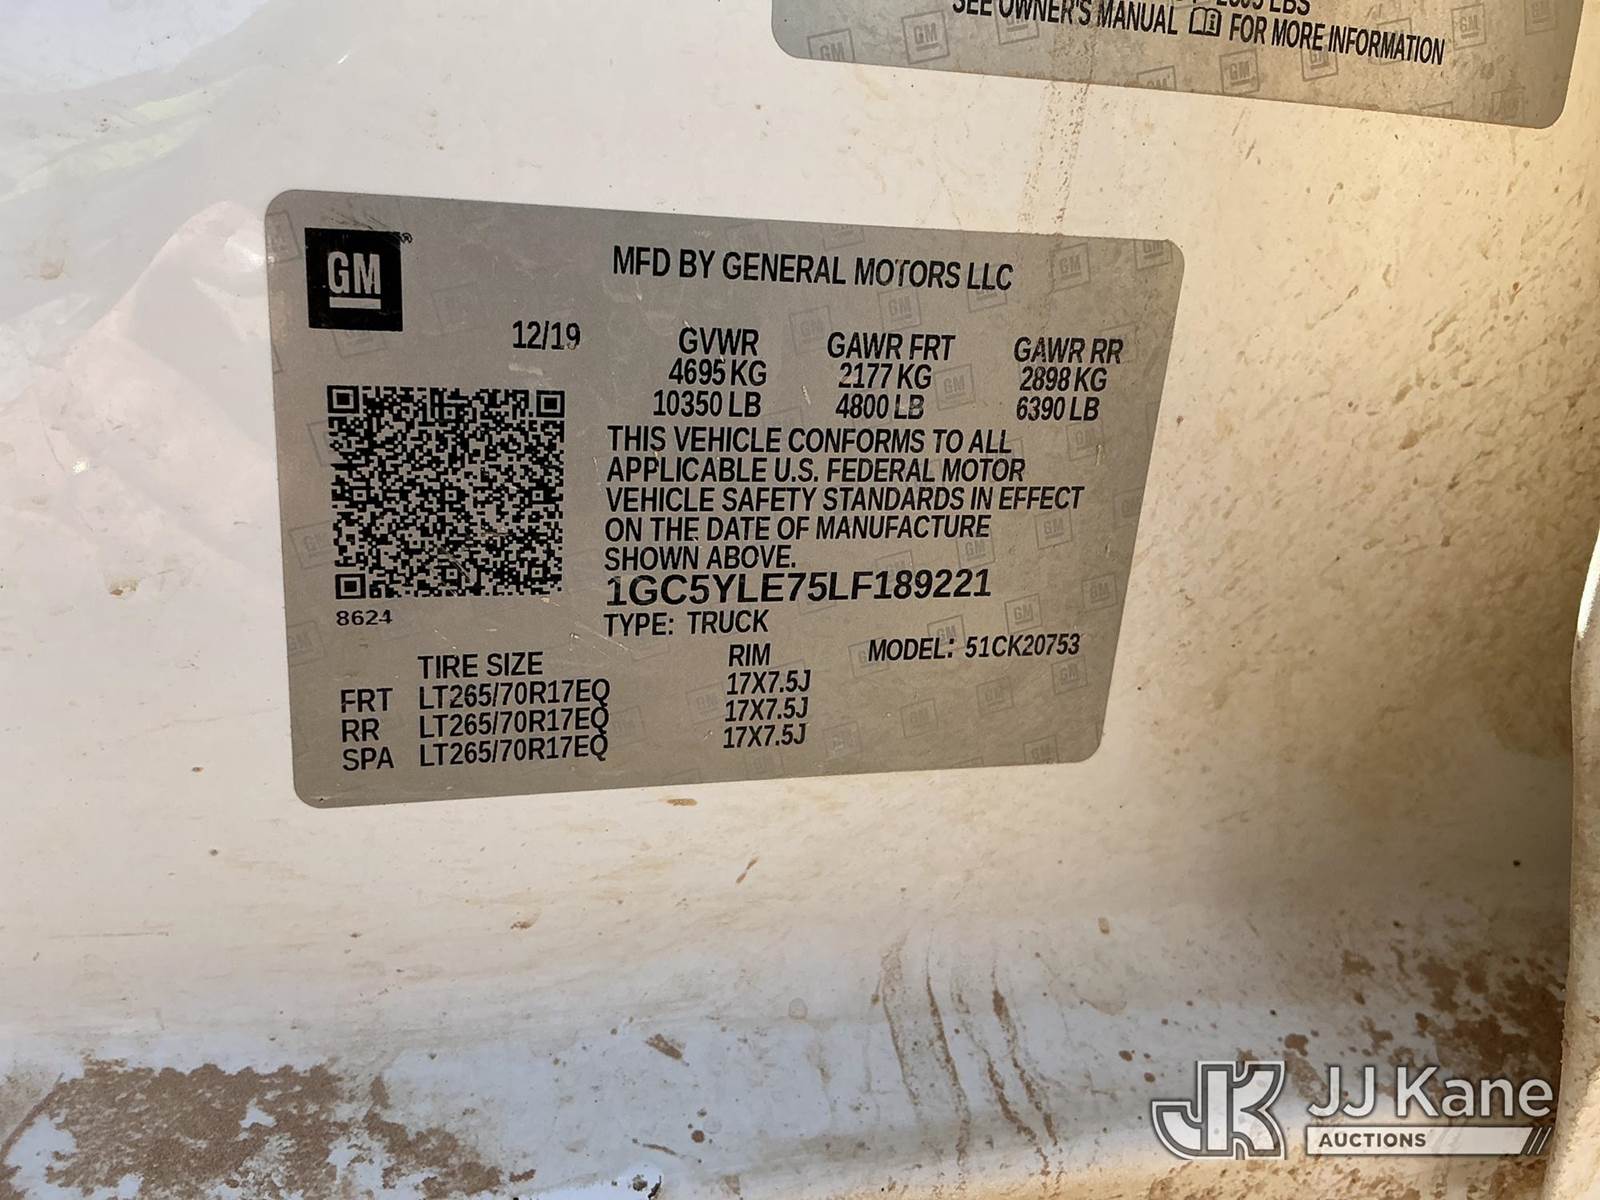 SEE OWNER'S MANUAL FOR MORE INFORMATION
GM
MFD BY GENERAL MOTORS LLC
12/19 GVWR GAWR FRT GAWR RR
4695 KG 2177 KG 2898 KG
10350 LB 4800 LB 6390 LB
THIS VEHICLE CONFORMS TO ALL
APPLICABLE U.S. FEDERAL MOTOR
VEHICLE SAFETY STANDARDS IN EFFECT
ON THE DATE OF MANUFACTURE
SHOWN ABOVE.
1GC5YLE75LF189221
8624
TYPE: TRUCK
MODEL: 51CK20753
TIRE SIZE RIM
FRT LT265/70R17EQ 17X7.5J
RR LT265/70R17EQ 17X7.5J
SPA LT265/70R17EQ 17X7.5J
JK JJ Kane
AUCTIONS